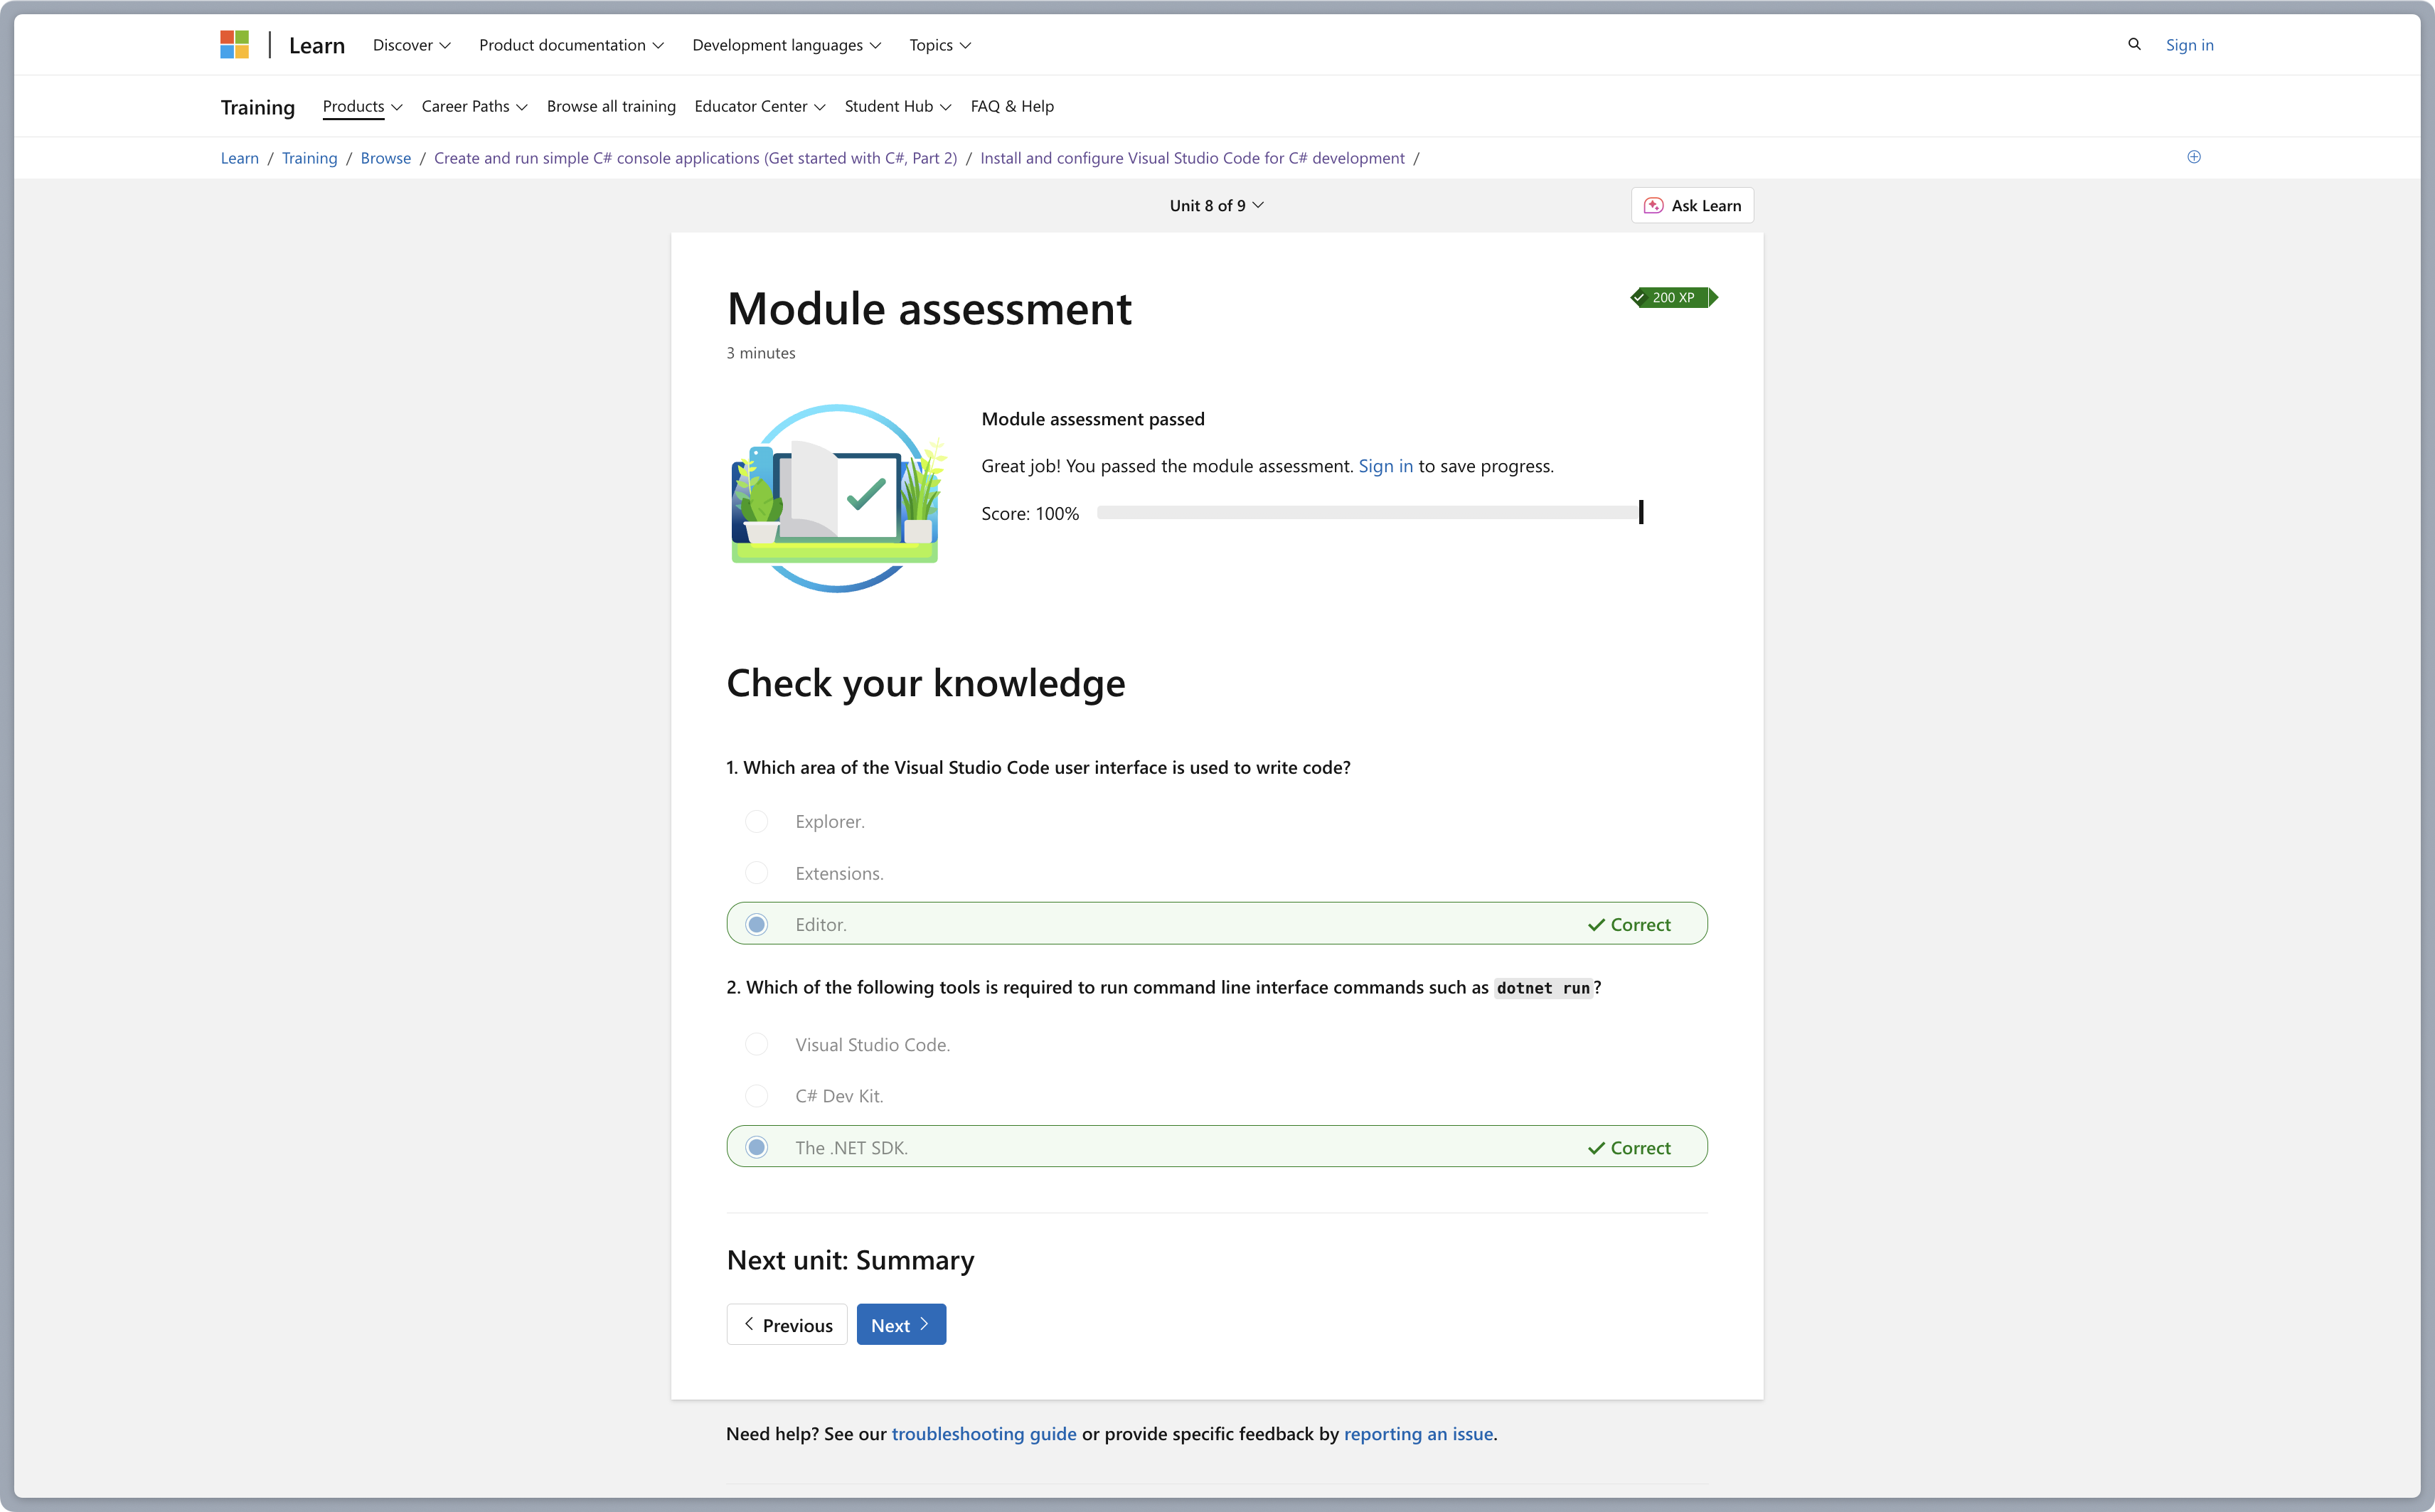 Learn Discover Product documentation Development languages Topics Sign in
Training Products Career Paths Browse all training Educator Center Student Hub FAQ & Help
Learn / Training / Browse / Create and run simple C# console applications (Get started with C#, Part 2) / Install and configure Visual Studio Code for C# development /
Unit 8 of 9 Ask Learn
Module assessment 200 XP
3 minutes
Module assessment passed
Great job! You passed the module assessment. Sign in to save progress.
Score: 100%
Check your knowledge
1. Which area of the Visual Studio Code user interface is used to write code?
Explorer.
Extensions.
Editor. Correct
2. Which of the following tools is required to run command line interface commands such as dotnet run?
Visual Studio Code.
C# Dev Kit.
The .NET SDK. Correct
Next unit: Summary
Previous Next
Need help? See our troubleshooting guide or provide specific feedback by reporting an issue.